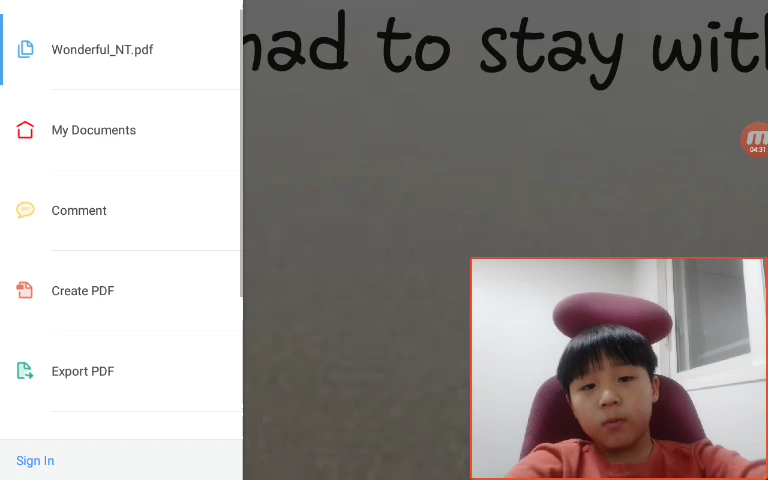 Wonderful_NT.pdf
had to stay with
My Documents
04:31
Comment
Create PDF
Export PDF
Sign In